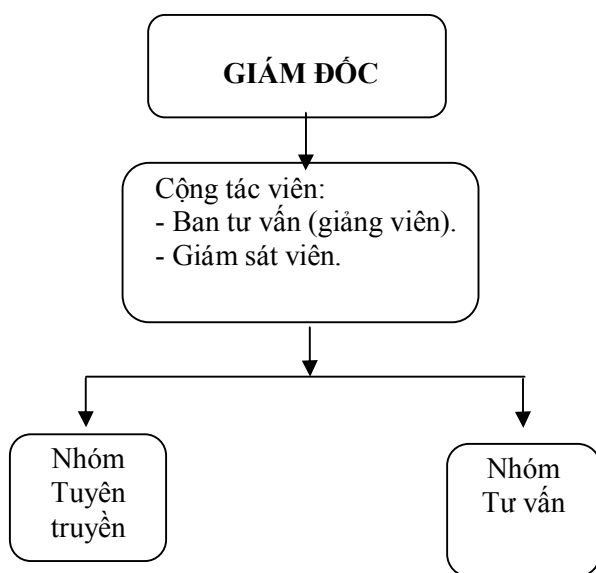 GIÁM ĐỐC
Cộng tác viên:
- Ban tư vấn (giảng viên).
- Giám sát viên.
Nhóm
Tuyên
truyền
Nhóm
Tư vấn